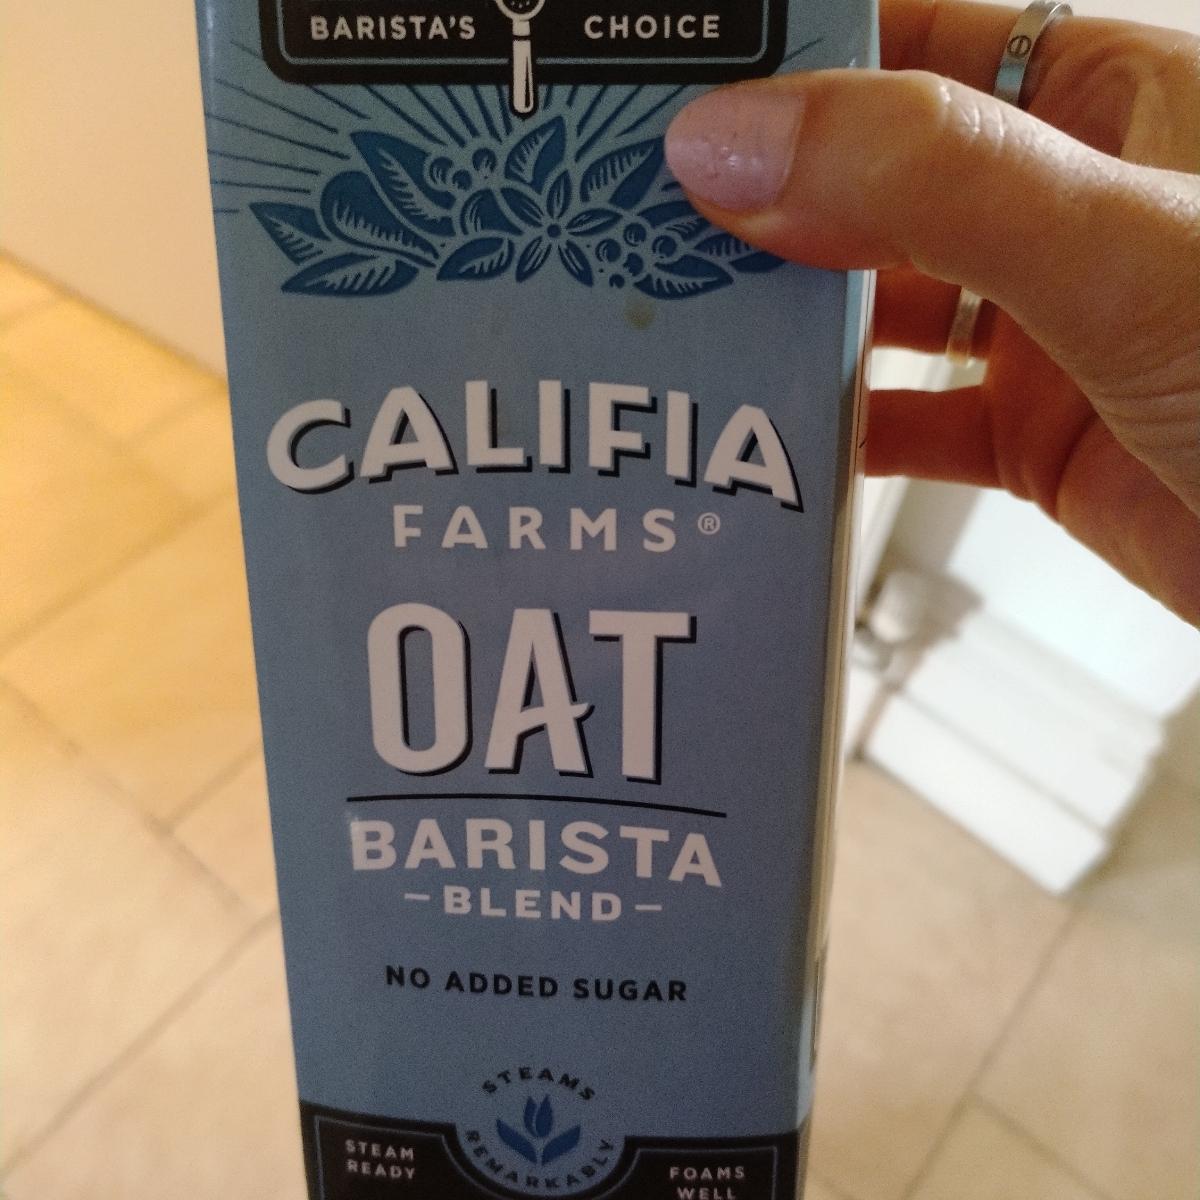 BARISTA'S CHOICE
CALIFIA
FARMS®
OAT
BARISTA
–BLEND–
NO ADDED SUGAR
STEAMS
REMARKABLY
STEAM
READY
FOAMS
WELL